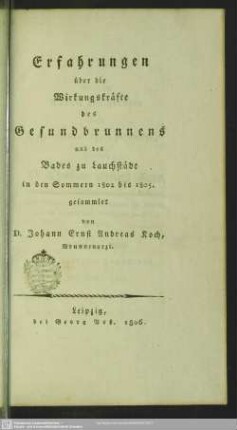 Erfahrungen
über die
Wirkungskräfte
des
Gesundbrunnens
und des
Bades zu Lauchstädt
in den Sommern 1802 bis 1805.
gesammlet
von
D. Johann Ernst Andreas Koch,
Brunnenarzt.
Leipzig,
bei Georg Voß. 1806.